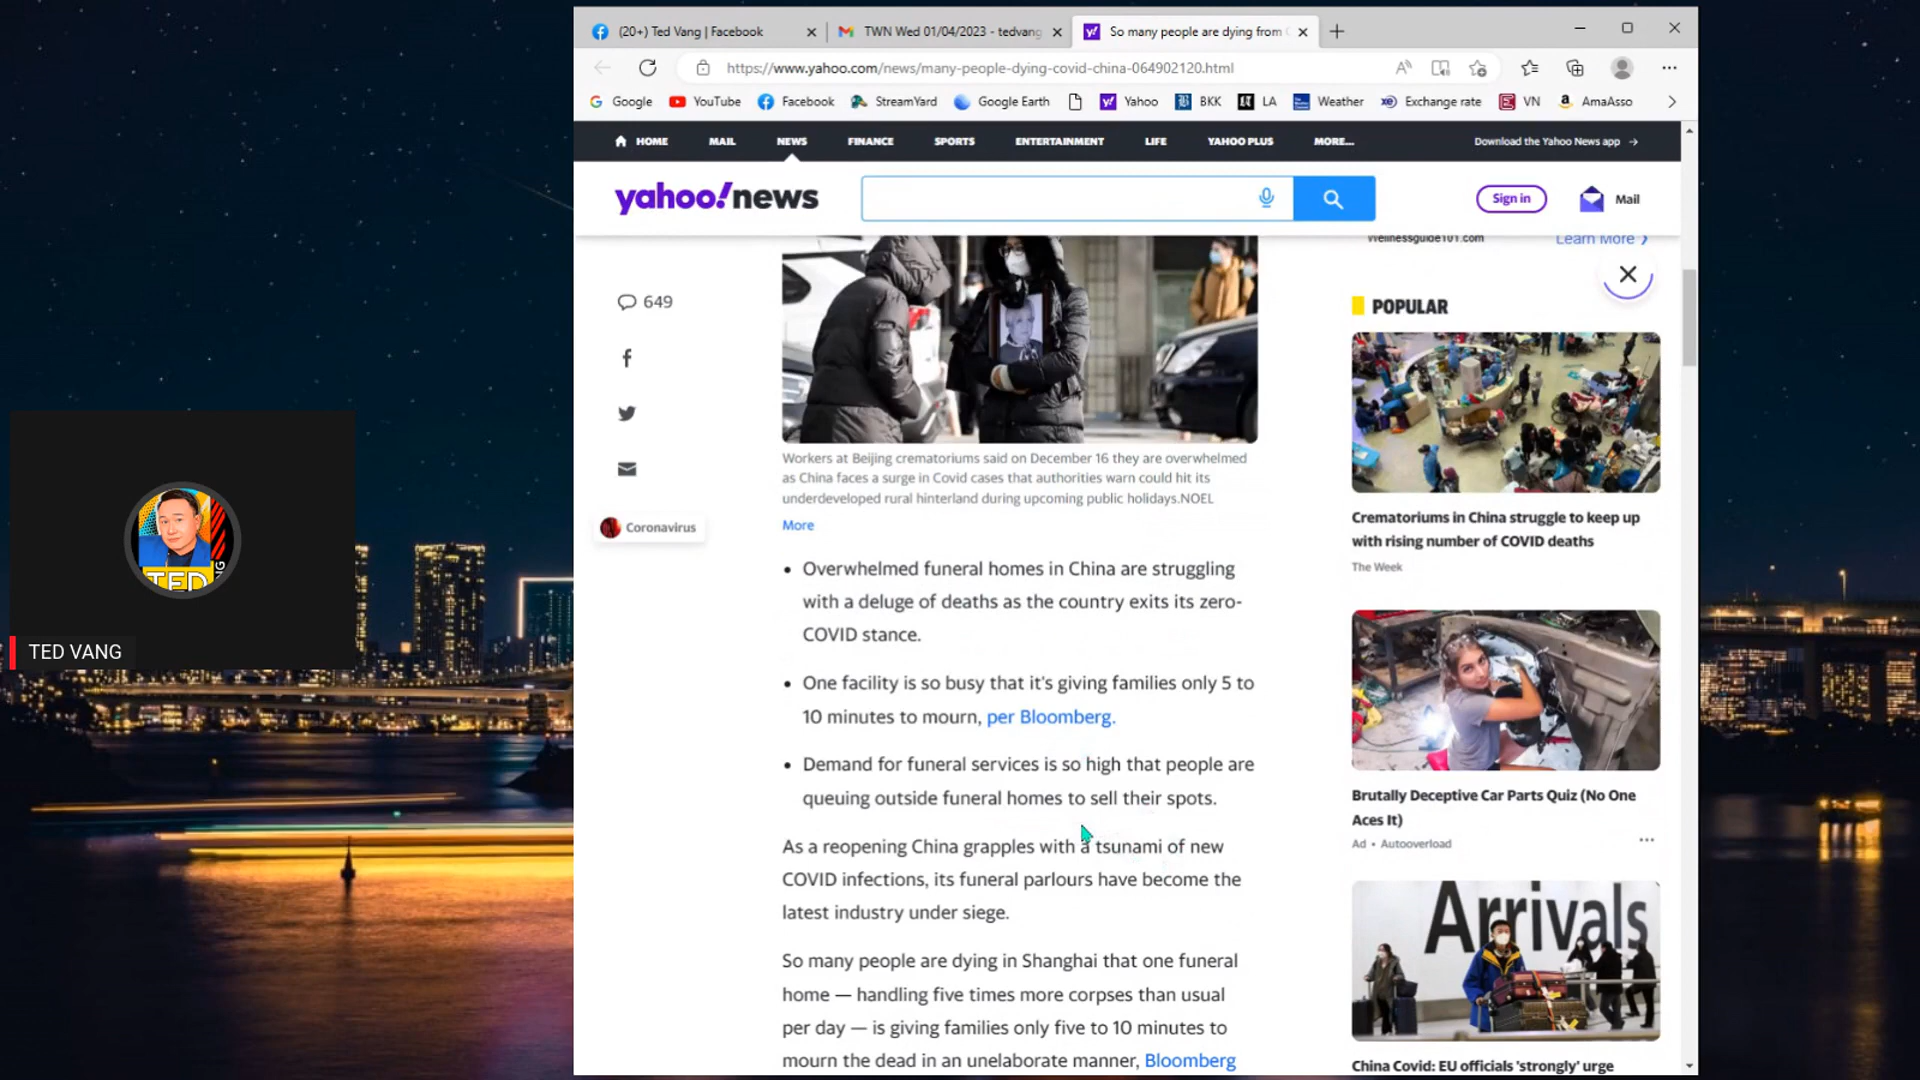 (20+) Ted Vang | Facebook
TWN Wed 01/04/2023 - tedvang
So many people are dying from
https://www.yahoo.com/news/many-people-dying-covid-china-064902120.html
Google
YouTube
Facebook
StreamYard
Google Earth
Yahoo
BKK
LA
Weather
Exchange rate
VN
AmaAsso
HOME
MAIL
NEWS
FINANCE
SPORTS
ENTERTAINMENT
LIFE
YAHOO PLUS
MORE...
Download the Yahoo News app →
yahoo!news
Sign in
Mail
649
Coronavirus
Workers at Beijing crematoriums said on December 16 they are overwhelmed
as China faces a surge in Covid cases that authorities warn could hit its
underdeveloped rural hinterland during upcoming public holidays.NOEL
More
• Overwhelmed funeral homes in China are struggling
with a deluge of deaths as the country exits its zero-
COVID stance.
• One facility is so busy that it's giving families only 5 to
10 minutes to mourn, per Bloomberg.
• Demand for funeral services is so high that people are
queuing outside funeral homes to sell their spots.
As a reopening China grapples with a tsunami of new
COVID infections, its funeral parlours have become the
latest industry under siege.
So many people are dying in Shanghai that one funeral
home — handling five times more corpses than usual
per day — is giving families only five to 10 minutes to
mourn the dead in an unelaborate manner, Bloomberg
Wellnessguide101.com
Learn More
POPULAR
Crematoriums in China struggle to keep up
with rising number of COVID deaths
The Week
Brutally Deceptive Car Parts Quiz (No One
Aces It)
Ad • Autooverload
Arrivals
China Covid: EU officials 'strongly' urge
TED
TED VANG